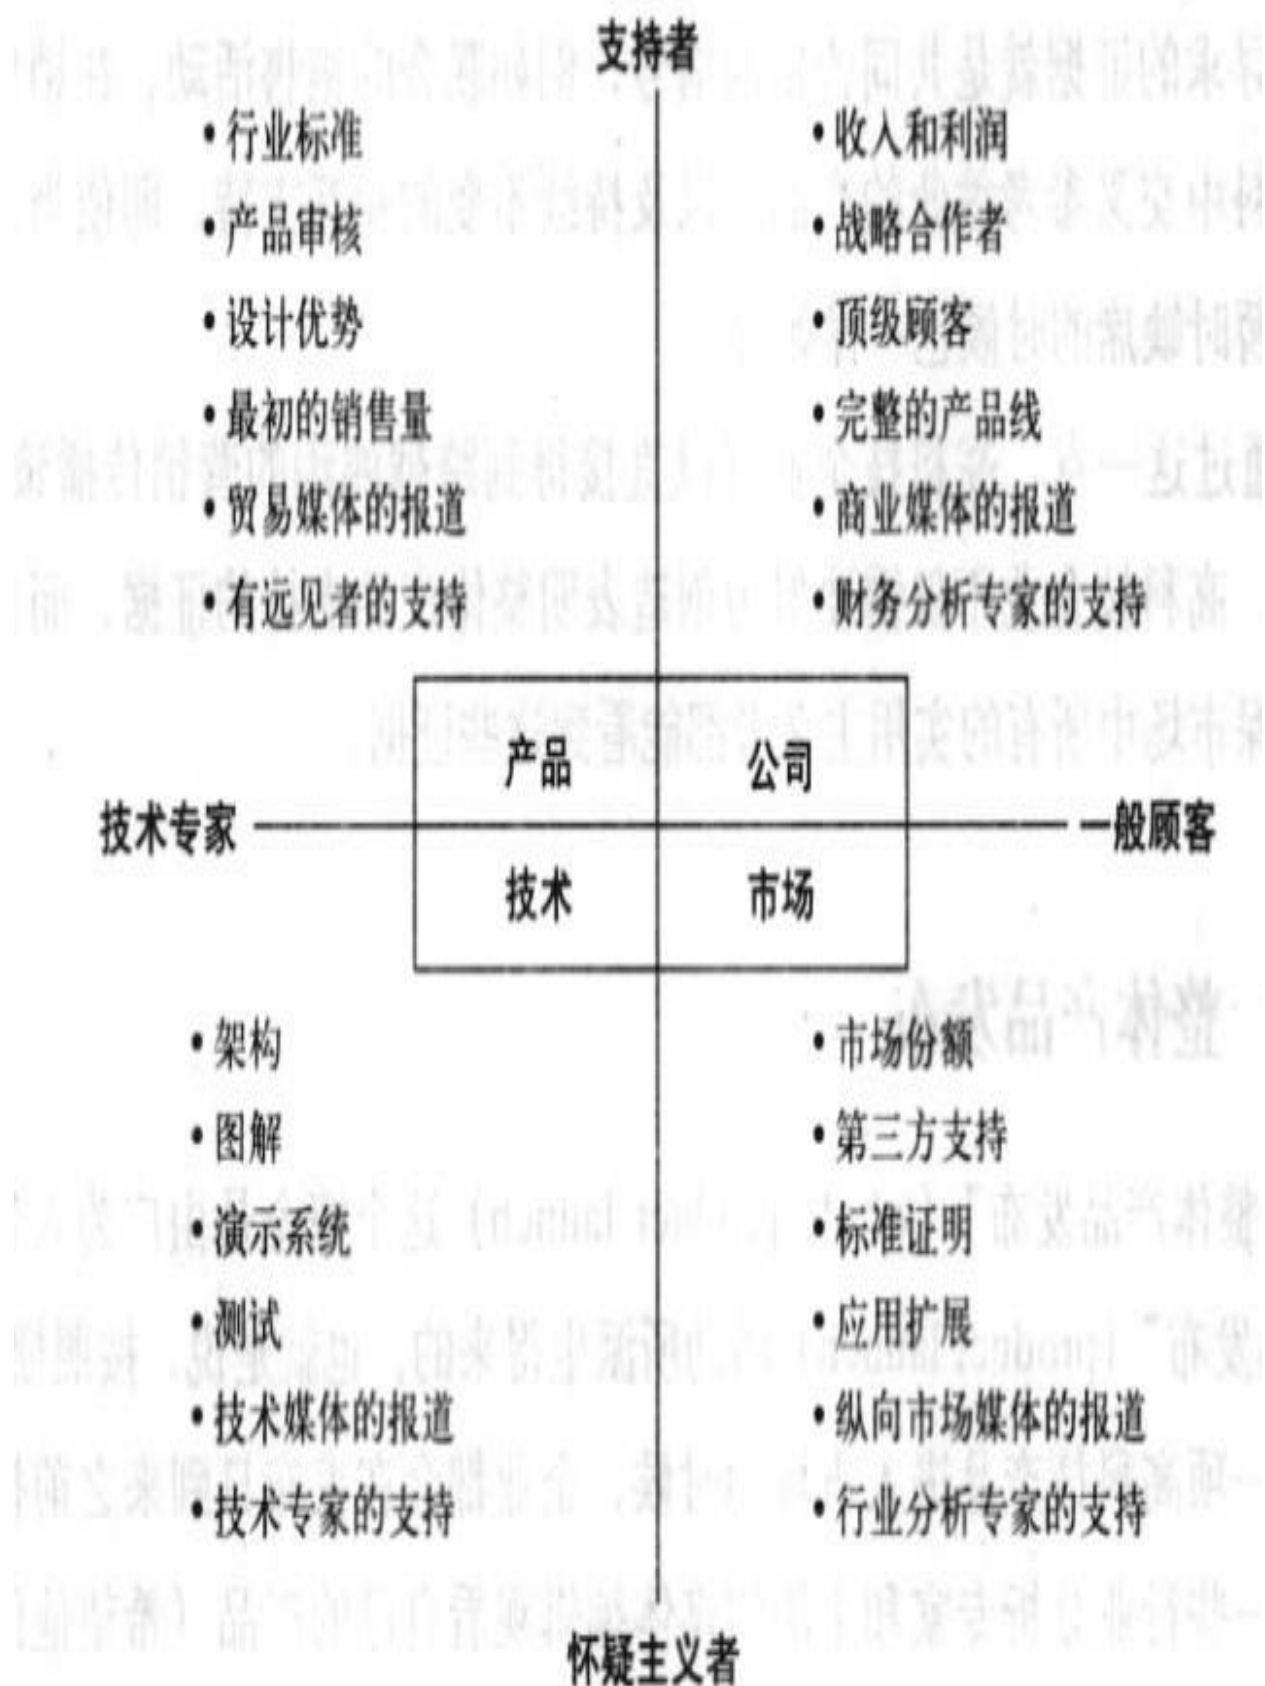 支持者
•行业标准
•产品审核
•设计优势
•最初的销售量
•贸易媒体的报道
•有远见者的支持
•收入和利润
•战略合作者
•顶级顾客
•完整的产品线
•商业媒体的报道
•财务分析专家的支持
产品
公司
技术专家
一般顾客
技术
市场
•架构
•图解
•演示系统
•测试
•技术媒体的报道
•技术专家的支持
•市场份额
•第三方支持
•标准证明
•应用扩展
•纵向市场媒体的报道
•行业分析专家的支持
怀疑主义者